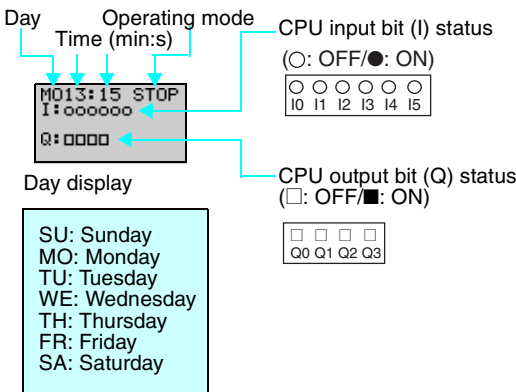 Day
Operating mode
Time (min:s)
CPU input bit (I) status
(○: OFF/●: ON)
MO13:15 STOP
I:oooooo
Q:□□□□
I0 I1 I2 I3 I4 I5
CPU output bit (Q) status
(□: OFF/■: ON)
Q0 Q1 Q2 Q3
Day display
SU: Sunday
MO: Monday
TU: Tuesday
WE: Wednesday
TH: Thursday
FR: Friday
SA: Saturday